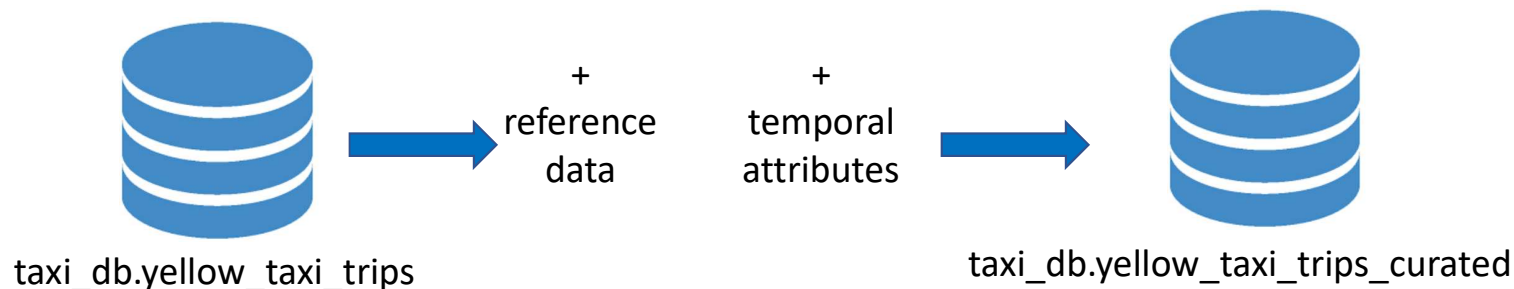 +
reference
data
+
temporal
attributes
taxi_db.yellow_taxi_trips
taxi_db.yellow_taxi_trips_curated